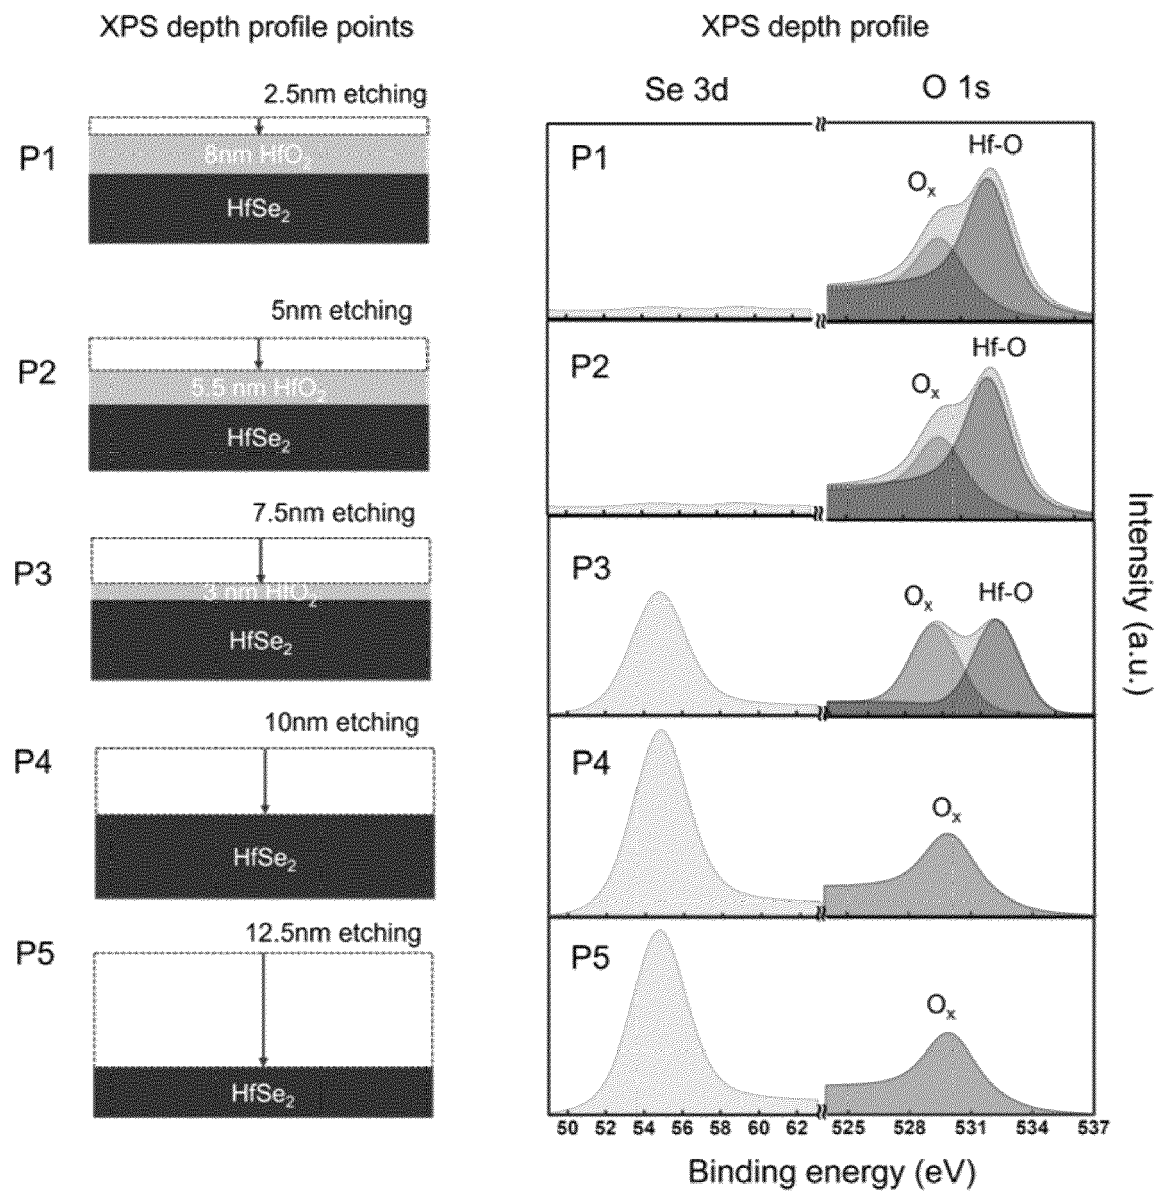 XPS depth profile points
2.5nm etching
P1
8nm HfO₂
HfSe₂
5nm etching
P2
5.5 nm HfO₂
HfSe₂
7.5nm etching
P3
3 nm HfO₂
HfSe₂
10nm etching
P4
HfSe₂
12.5nm etching
P5
HfSe₂
XPS depth profile
Se 3d
O 1s
P1
Oₓ
Hf-O
P2
Oₓ
Hf-O
P3
Oₓ
Hf-O
P4
Oₓ
P5
Oₓ
50 52 54 56 58 60 62 525 528 531 534 537
Binding energy (eV)
Intensity (a.u.)